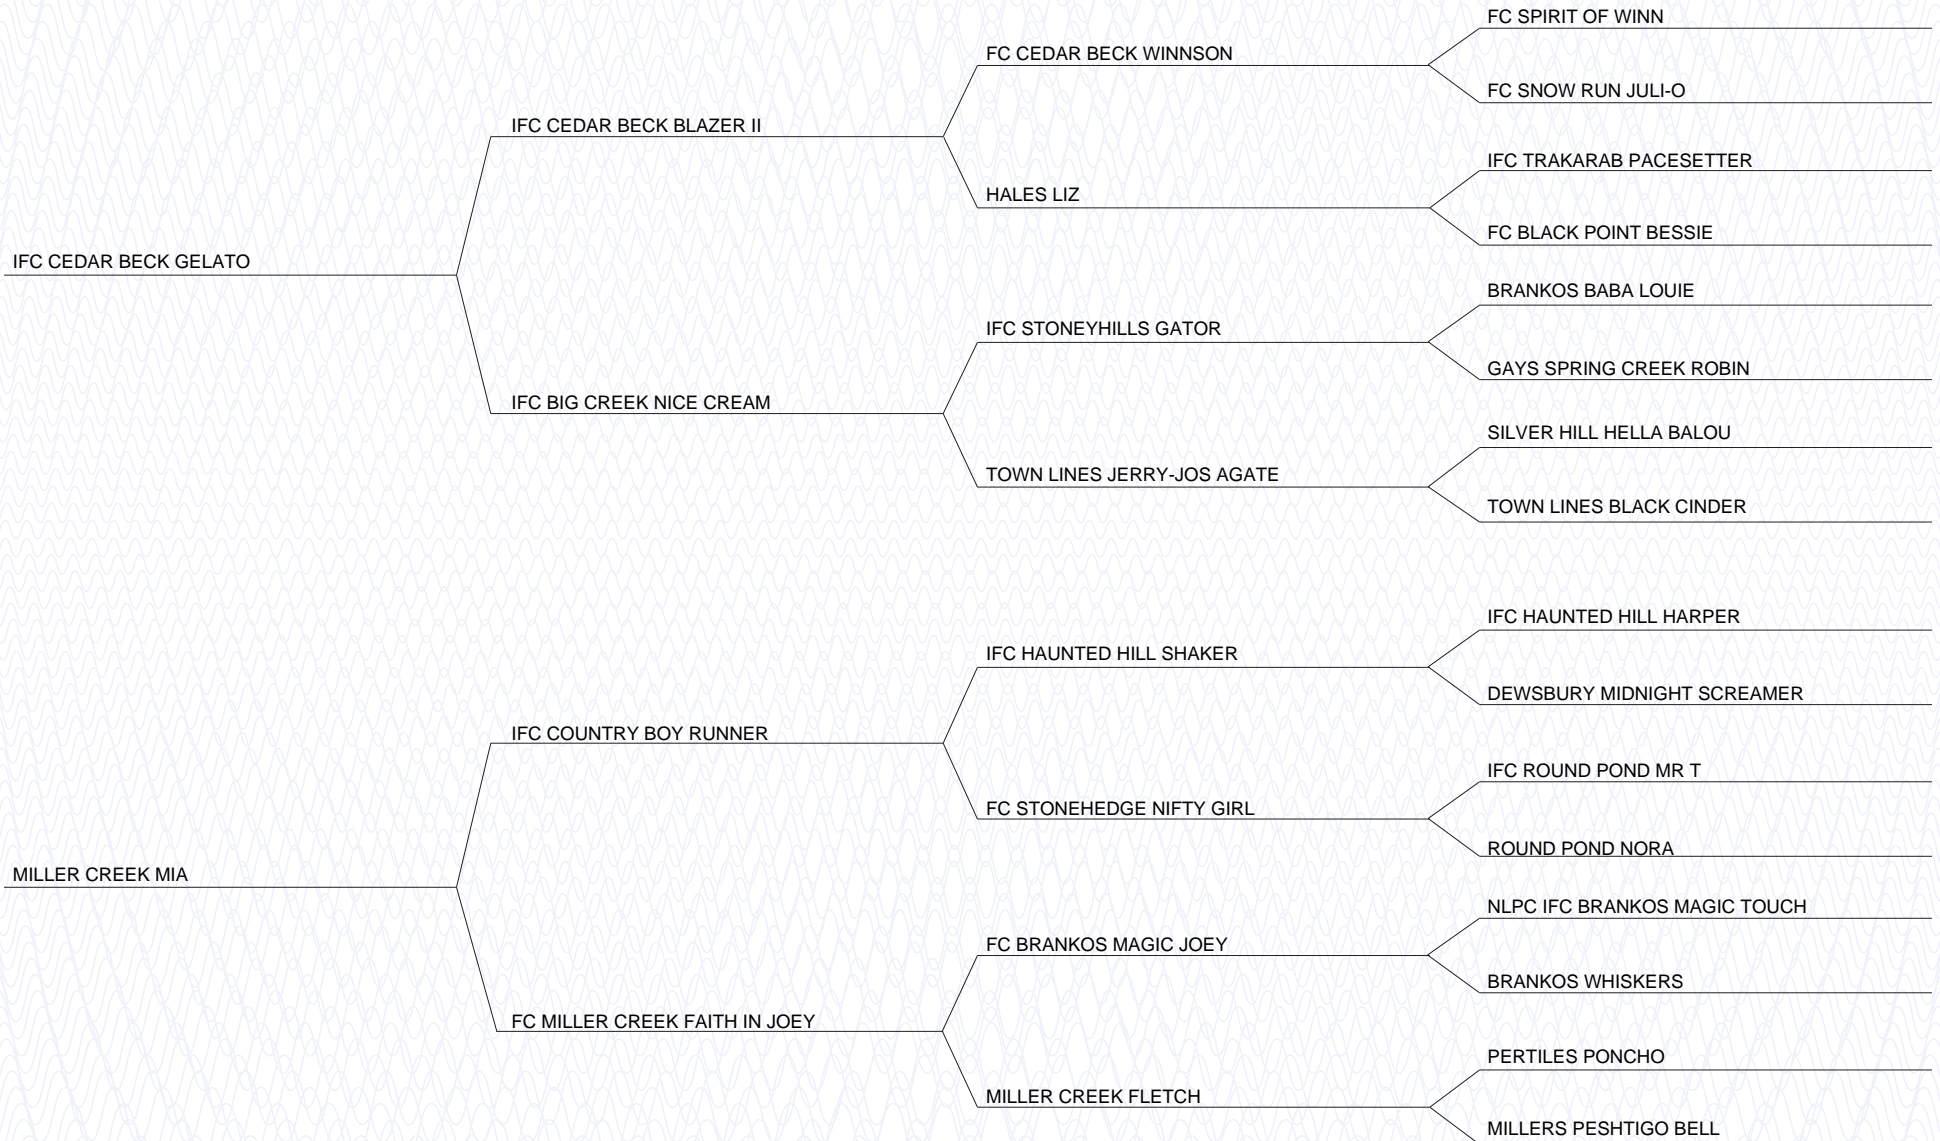 FC SPIRIT OF WINN
FC CEDAR BECK WINNSON
FC SNOW RUN JULI-O
IFC CEDAR BECK BLAZER II
IFC TRAKARAB PACESETTER
HALES LIZ
FC BLACK POINT BESSIE
IFC CEDAR BECK GELATO
BRANKOS BABA LOUIE
IFC STONEYHILLS GATOR
GAYS SPRING CREEK ROBIN
IFC BIG CREEK NICE CREAM
SILVER HILL HELLA BALOU
TOWN LINES JERRY-JOS AGATE
TOWN LINES BLACK CINDER
IFC HAUNTED HILL HARPER
IFC HAUNTED HILL SHAKER
DEWSBURY MIDNIGHT SCREAMER
IFC COUNTRY BOY RUNNER
IFC ROUND POND MR T
FC STONEHEDGE NIFTY GIRL
ROUND POND NORA
MILLER CREEK MIA
NLPC IFC BRANKOS MAGIC TOUCH
FC BRANKOS MAGIC JOEY
BRANKOS WHISKERS
FC MILLER CREEK FAITH IN JOEY
PERTILES PONCHO
MILLER CREEK FLETCH
MILLERS PESHTIGO BELL